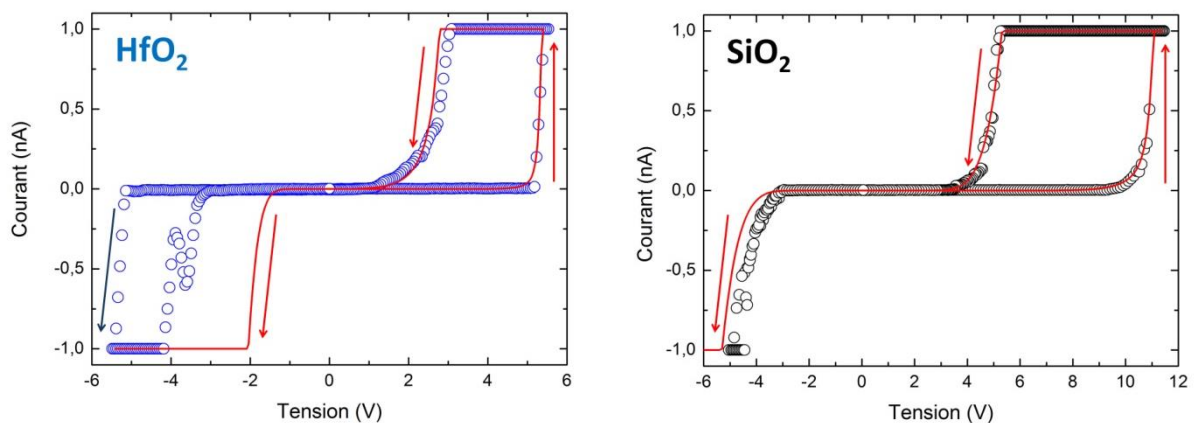 HfO₂
Courant (nA)
1,0
0,5
0,0
-0,5
-1,0
-6 -4 -2 0 2 4 6
Tension (V)
SiO₂
Courant (nA)
1,0
0,5
0,0
-0,5
-1,0
-6 -4 -2 0 2 4 6 8 10 12
Tension (V)